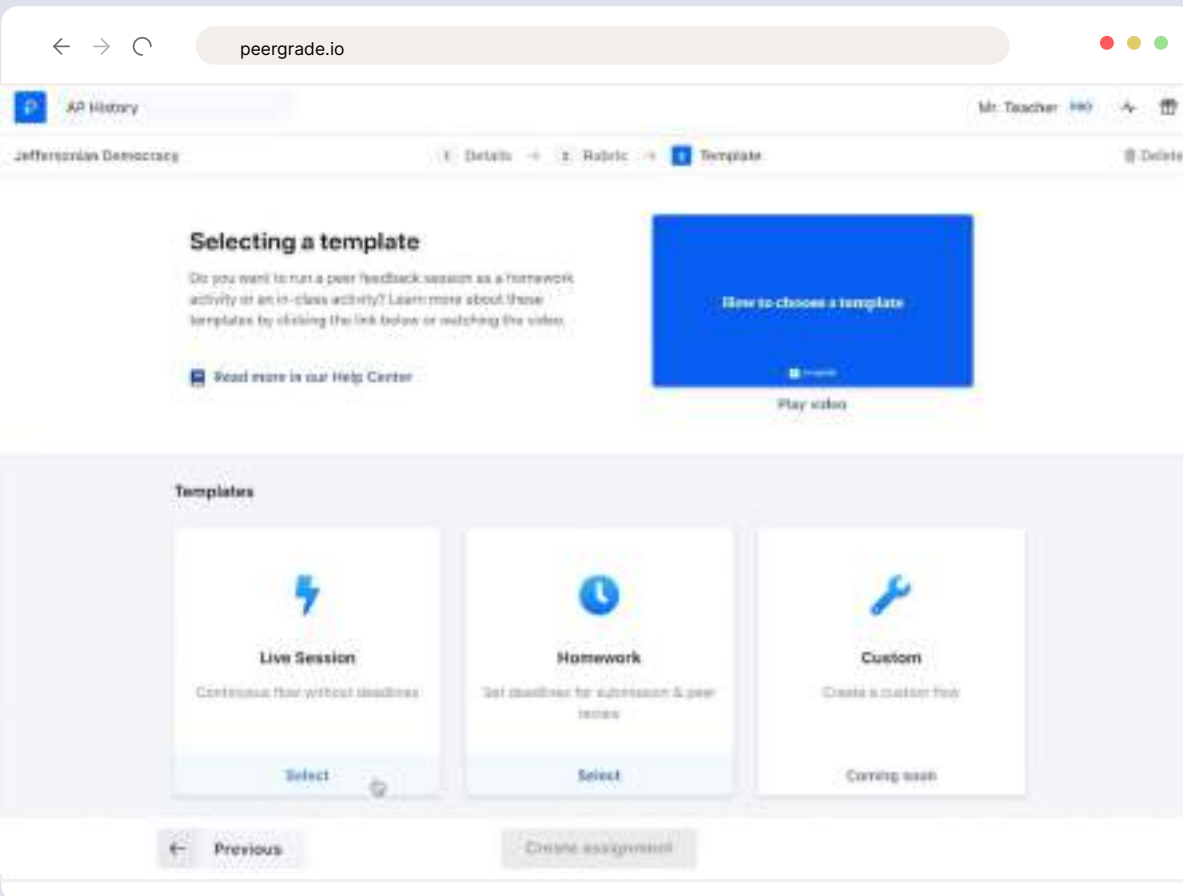 peergrade.io
AP History
Mr. Teacher PRO
Jeffersonian Democracy
1 Details → 2 Rubric → 3 Template
Delete
Selecting a template
Do you want to run a peer feedback session as a homework
activity or an in-class activity? Learn more about these
templates by clicking the link below or watching the video.
Read more in our Help Center
How to choose a template
Play video
Templates
Live Session
Continuous flow without deadlines
Select
Homework
Set deadlines for submission & peer
review
Select
Custom
Create a custom flow
Coming soon
← Previous
Create assignment